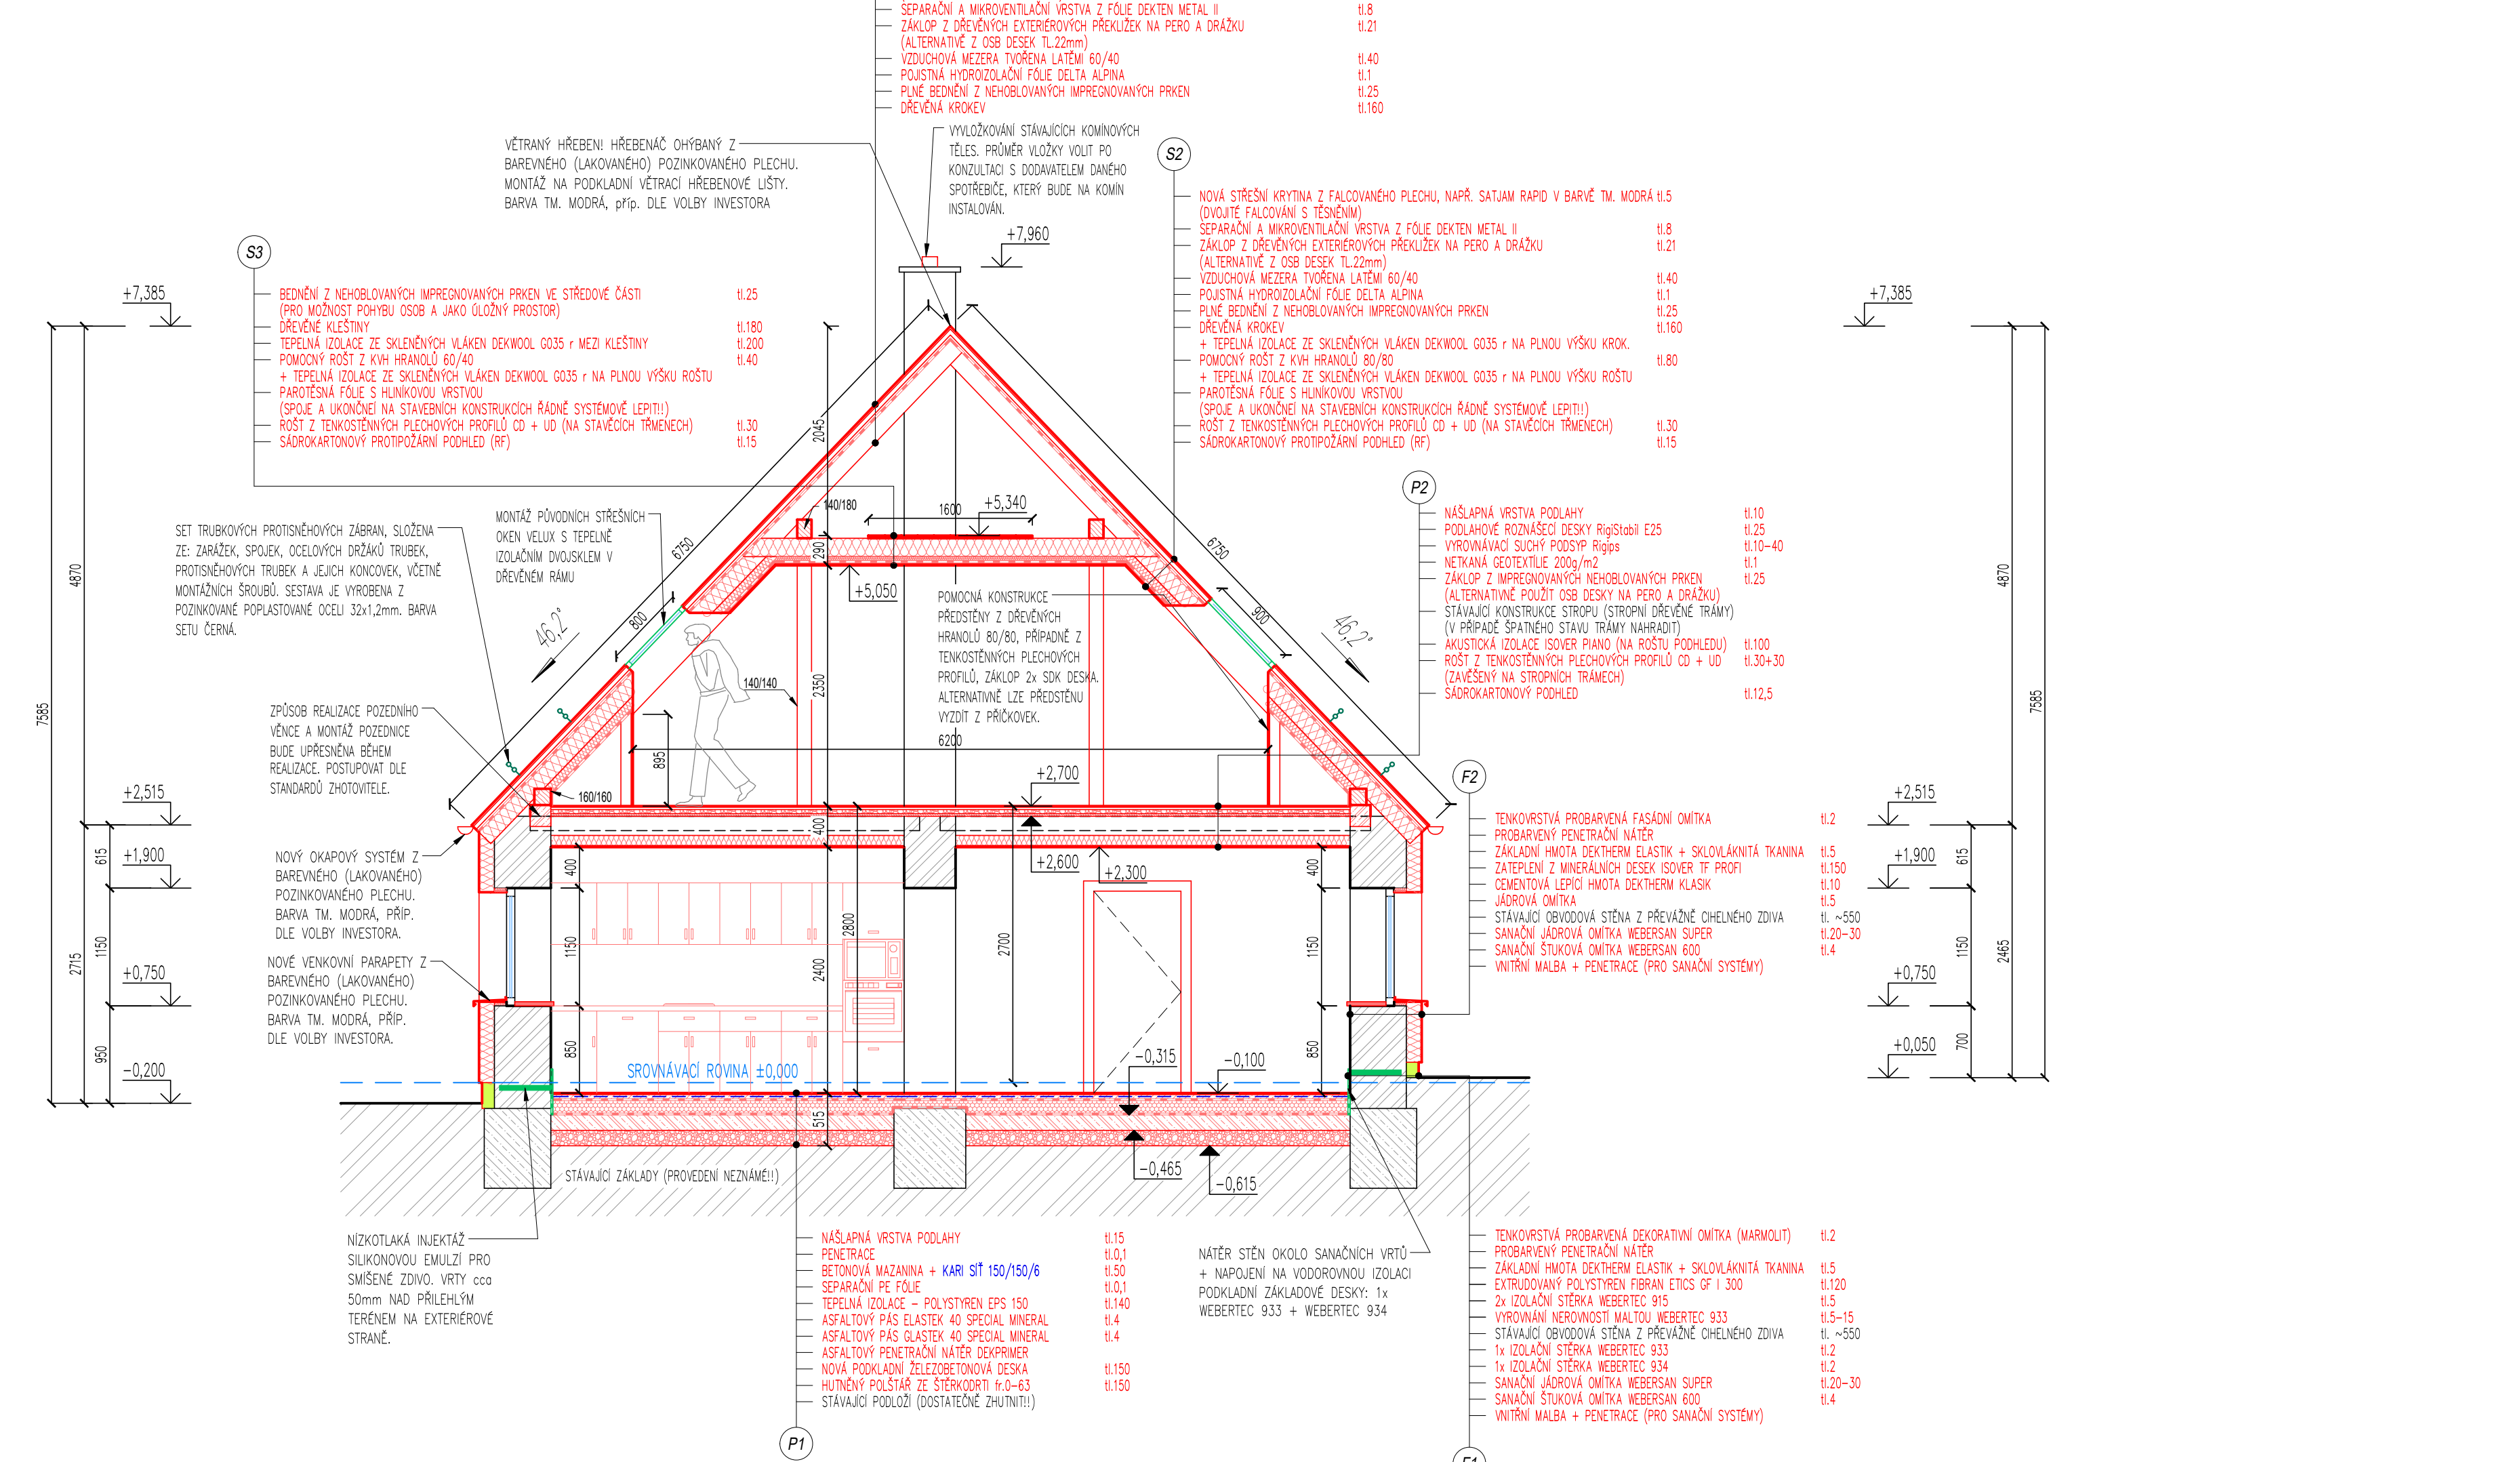 SEPARAČNÍ A MIKROVENTILAČNÍ VRSTVA Z FÓLIE DEKTEN METAL II tl.8
ZÁKLOP Z DŘEVĚNÝCH EXTERIÉROVÝCH PŘEKLIŽEK NA PERO A DRÁŽKU tl.21
(ALTERNATIVĚ Z OSB DESEK TL.22mm)
VZDUCHOVÁ MEZERA TVOŘENA LATĚMI 60/40 tl.40
POJISTNÁ HYDROIZOLAČNÍ FÓLIE DELTA ALPINA tl.1
PLNÉ BEDNĚNÍ Z NEHOBLOVANÝCH IMPREGNOVANÝCH PRKEN tl.25
DŘEVĚNÁ KROKEV tl.160
VĚTRANÝ HŘEBEN! HŘEBENÁČ OHÝBANÝ Z
BAREVNÉHO (LAKOVANÉHO) POZINKOVANÉHO PLECHU.
MONTÁŽ NA PODKLADNÍ VĚTRACÍ HŘEBENOVÉ LIŠTY.
BARVA TM. MODRÁ, příp. DLE VOLBY INVESTORA
VYVLOŽKOVÁNÍ STÁVAJÍCÍCH KOMÍNOVÝCH
TĚLES. PRŮMĚR VLOŽKY VOLIT PO
KONZULTACI S DODAVATELEM DANÉHO
SPOTŘEBIČE, KTERÝ BUDE NA KOMÍN
INSTALOVÁN.
S2
NOVÁ STŘEŠNÍ KRYTINA Z FALCOVANÉHO PLECHU, NAPŘ. SATJAM RAPID V BARVĚ TM. MODRÁ tl.5
(DVOJITÉ FALCOVÁNÍ S TĚSNĚNÍM)
SEPARAČNÍ A MIKROVENTILAČNÍ VRSTVA Z FÓLIE DEKTEN METAL II tl.8
ZÁKLOP Z DŘEVĚNÝCH EXTERIÉROVÝCH PŘEKLIŽEK NA PERO A DRÁŽKU tl.21
(ALTERNATIVĚ Z OSB DESEK TL.22mm)
VZDUCHOVÁ MEZERA TVOŘENA LATĚMI 60/40 tl.40
POJISTNÁ HYDROIZOLAČNÍ FÓLIE DELTA ALPINA tl.1
PLNÉ BEDNĚNÍ Z NEHOBLOVANÝCH IMPREGNOVANÝCH PRKEN tl.25
DŘEVĚNÁ KROKEV tl.160
+ TEPELNÁ IZOLACE ZE SKLENĚNÝCH VLÁKEN DEKWOOL G035 r NA PLNOU VÝŠKU KROK.
POMOCNÝ ROŠT Z KVH HRANOLŮ 80/80 tl.80
+ TEPELNÁ IZOLACE ZE SKLENĚNÝCH VLÁKEN DEKWOOL G035 r NA PLNOU VÝŠKU ROŠTU
PAROTĚSNÁ FÓLIE S HLINÍKOVOU VRSTVOU
(SPOJE A UKONČNEÍ NA STAVEBNÍCH KONSTRUKCÍCH ŘÁDNĚ SYSTÉMOVĚ LEPIT!!)
ROŠT Z TENKOSTĚNNÝCH PLECHOVÝCH PROFILŮ CD + UD (NA STAVĚCÍCH TŘMENECH) tl.30
SÁDROKARTONOVÝ PROTIPOŽÁRNÍ PODHLED (RF) tl.15
S3
BEDNĚNÍ Z NEHOBLOVANÝCH IMPREGNOVANÝCH PRKEN VE STŘEDOVÉ ČÁSTI tl.25
(PRO MOŽNOST POHYBU OSOB A JAKO ÚLOŽNÝ PROSTOR)
DŘEVĚNÉ KLEŠTINY tl.180
TEPELNÁ IZOLACE ZE SKLENĚNÝCH VLÁKEN DEKWOOL G035 r MEZI KLEŠTINY tl.200
POMOCNÝ ROŠT Z KVH HRANOLŮ 60/40 tl.40
+ TEPELNÁ IZOLACE ZE SKLENĚNÝCH VLÁKEN DEKWOOL G035 r NA PLNOU VÝŠKU ROŠTU
PAROTĚSNÁ FÓLIE S HLINÍKOVOU VRSTVOU
(SPOJE A UKONČNEÍ NA STAVEBNÍCH KONSTRUKCÍCH ŘÁDNĚ SYSTÉMOVĚ LEPIT!!)
ROŠT Z TENKOSTĚNNÝCH PLECHOVÝCH PROFILŮ CD + UD (NA STAVĚCÍCH TŘMENECH) tl.30
SÁDROKARTONOVÝ PROTIPOŽÁRNÍ PODHLED (RF) tl.15
+7,960
+7,385
+7,385
SET TRUBKOVÝCH PROTISNĚHOVÝCH ZÁBRAN, SLOŽENA
ZE: ZARÁŽEK, SPOJEK, OCELOVÝCH DRŽÁKŮ TRUBEK,
PROTISNĚHOVÝCH TRUBEK A JEJICH KONCOVEK, VČETNĚ
MONTÁŽNÍCH ŠROUBŮ. SESTAVA JE VYROBENA Z
POZINKOVANÉ POPLASTOVANÉ OCELI 32x1,2mm. BARVA
SETU ČERNÁ.
MONTÁŽ PŮVODNÍCH STŘEŠNÍCH
OKEN VELUX S TEPELNĚ
IZOLAČNÍM DVOJSKLEM V
DŘEVĚNÉM RÁMU
P2
NÁŠLAPNÁ VRSTVA PODLAHY tl.10
PODLAHOVÉ ROZNÁŠECÍ DESKY RigiStabil E25 tl.25
VYROVNÁVACÍ SUCHÝ PODSYP Rigips tl.10-40
NETKANÁ GEOTEXTÍLIE 200g/m2 tl.1
ZÁKLOP Z IMPREGNOVANÝCH NEHOBLOVANÝCH PRKEN tl.25
(ALTERNATIVNĚ POUŽÍT OSB DESKY NA PERO A DRÁŽKU)
STÁVAJÍCÍ KONSTRUKCE STROPU (STROPNÍ DŘEVĚNÉ TRÁMY)
(V PŘÍPADĚ ŠPATNÉHO STAVU TRÁMY NAHRADIT)
AKUSTICKÁ IZOLACE ISOVER PIANO (NA ROŠTU PODHLEDU) tl.100
ROŠT Z TENKOSTĚNNÝCH PLECHOVÝCH PROFILŮ CD + UD tl.30+30
(ZAVĚŠENÝ NA STROPNÍCH TRÁMECH)
SÁDROKARTONOVÝ PODHLED tl.12,5
POMOCNÁ KONSTRUKCE
PŘEDSTĚNY Z DŘEVĚNÝCH
HRANOLŮ 80/80, PŘÍPADNĚ Z
TENKOSTĚNNÝCH PLECHOVÝCH
PROFILŮ, ZÁKLOP 2x SDK DESKA.
ALTERNATIVNĚ LZE PŘEDSTĚNU
VYZDÍT Z PŘÍČKOVEK.
ZPŮSOB REALIZACE POZEDNÍHO
VĚNCE A MONTÁŽ POZEDNICE
BUDE UPŘESNĚNA BĚHEM
REALIZACE. POSTUPOVAT DLE
STANDARDŮ ZHOTOVITELE.
2045
140/180
1600
+5,340
290
+5,050
6750
6750
800
900
46,2°
46,2°
140/140
2350
895
6200
160/160
4870
4870
7585
7585
+2,700
+2,600
+2,300
400
400
400
+2,515
+2,515
615
615
+1,900
+1,900
1150
1150
1150
1150
2715
2465
+0,750
+0,750
950
700
-0,200
+0,050
850
850
2400
2800
2700
515
-0,315
-0,100
-0,465
-0,615
SROVNÁVACÍ ROVINA ±0,000
NOVÝ OKAPOVÝ SYSTÉM Z
BAREVNÉHO (LAKOVANÉHO)
POZINKOVANÉHO PLECHU.
BARVA TM. MODRÁ, PŘÍP.
DLE VOLBY INVESTORA.
NOVÉ VENKOVNÍ PARAPETY Z
BAREVNÉHO (LAKOVANÉHO)
POZINKOVANÉHO PLECHU.
BARVA TM. MODRÁ, PŘÍP.
DLE VOLBY INVESTORA.
F2
TENKOVRSTVÁ PROBARVENÁ FASÁDNÍ OMÍTKA tl.2
PROBARVENÝ PENETRAČNÍ NÁTĚR
ZÁKLADNÍ HMOTA DEKTHERM ELASTIK + SKLOVLÁKNITÁ TKANINA tl.5
ZATEPLENÍ Z MINERÁLNÍCH DESEK ISOVER TF PROFI tl.150
CEMENTOVÁ LEPÍCÍ HMOTA DEKTHERM KLASIK tl.10
JÁDROVÁ OMÍTKA tl.5
STÁVAJÍCÍ OBVODOVÁ STĚNA Z PŘEVÁŽNĚ CIHELNÉHO ZDIVA tl. ~550
SANAČNÍ JÁDROVÁ OMÍTKA WEBERSAN SUPER tl.20-30
SANAČNÍ ŠTUKOVÁ OMÍTKA WEBERSAN 600 tl.4
VNITŘNÍ MALBA + PENETRACE (PRO SANAČNÍ SYSTÉMY)
STÁVAJÍCÍ ZÁKLADY (PROVEDENÍ NEZNÁMÉ!!)
NÍZKOTLAKÁ INJEKTÁŽ
SILIKONOVOU EMULZÍ PRO
SMÍŠENÉ ZDIVO. VRTY cca
50mm NAD PŘILEHLÝM
TERÉNEM NA EXTERIÉROVÉ
STRANĚ.
NÁŠLAPNÁ VRSTVA PODLAHY tl.15
PENETRACE tl.0,1
BETONOVÁ MAZANINA + KARI SÍŤ 150/150/6 tl.50
SEPARAČNÍ PE FÓLIE tl.0,1
TEPELNÁ IZOLACE - POLYSTYREN EPS 150 tl.140
ASFALTOVÝ PÁS ELASTEK 40 SPECIAL MINERAL tl.4
ASFALTOVÝ PÁS GLASTEK 40 SPECIAL MINERAL tl.4
ASFALTOVÝ PENETRAČNÍ NÁTĚR DEKPRIMER
NOVÁ PODKLADNÍ ŽELEZOBETONOVÁ DESKA tl.150
HUTNĚNÝ POLŠTÁŘ ZE ŠTĚRKODRTI fr.0-63 tl.150
STÁVAJÍCÍ PODLOŽÍ (DOSTATEČNĚ ZHUTNIT!!)
P1
NÁTĚR STĚN OKOLO SANAČNÍCH VRTŮ
+ NAPOJENÍ NA VODOROVNOU IZOLACI
PODKLADNÍ ZÁKLADOVÉ DESKY: 1x
WEBERTEC 933 + WEBERTEC 934
TENKOVRSTVÁ PROBARVENÁ DEKORATIVNÍ OMÍTKA (MARMOLIT) tl.2
PROBARVENÝ PENETRAČNÍ NÁTĚR
ZÁKLADNÍ HMOTA DEKTHERM ELASTIK + SKLOVLÁKNITÁ TKANINA tl.5
EXTRUDOVANÝ POLYSTYREN FIBRAN ETICS GF I 300 tl.120
2x IZOLAČNÍ STĚRKA WEBERTEC 915 tl.5
VYROVNÁNÍ NEROVNOSTÍ MALTOU WEBERTEC 933 tl.5-15
STÁVAJÍCÍ OBVODOVÁ STĚNA Z PŘEVÁŽNĚ CIHELNÉHO ZDIVA tl. ~550
1x IZOLAČNÍ STĚRKA WEBERTEC 933 tl.2
1x IZOLAČNÍ STĚRKA WEBERTEC 934 tl.2
SANAČNÍ JÁDROVÁ OMÍTKA WEBERSAN SUPER tl.20-30
SANAČNÍ ŠTUKOVÁ OMÍTKA WEBERSAN 600 tl.4
VNITŘNÍ MALBA + PENETRACE (PRO SANAČNÍ SYSTÉMY)